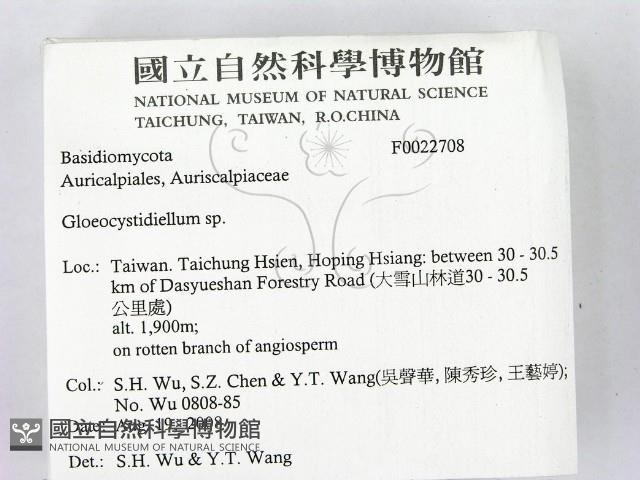 國立自然科學博物館
NATIONAL MUSEUM OF NATURAL SCIENCE
TAICHUNG, TAIWAN, R.O.CHINA
Basidiomycota F0022708
Auricalpiales, Auriscalpiaceae
Gloeocystidiellum sp.
Loc.: Taiwan. Taichung Hsien, Hoping Hsiang: between 30 - 30.5
km of Dasyueshan Forestry Road (大雪山林道30 - 30.5
公里處)
alt. 1,900m;
on rotten branch of angiosperm
Col.: S.H. Wu, S.Z. Chen & Y.T. Wang(吳聲華, 陳秀珍, 王藝婷);
No. Wu 0808-85
Date: Aug. 19, 2008
國立自然科學博物館
NATIONAL MUSEUM OF NATURAL SCIENCE
Det.: S.H. Wu & Y.T. Wang